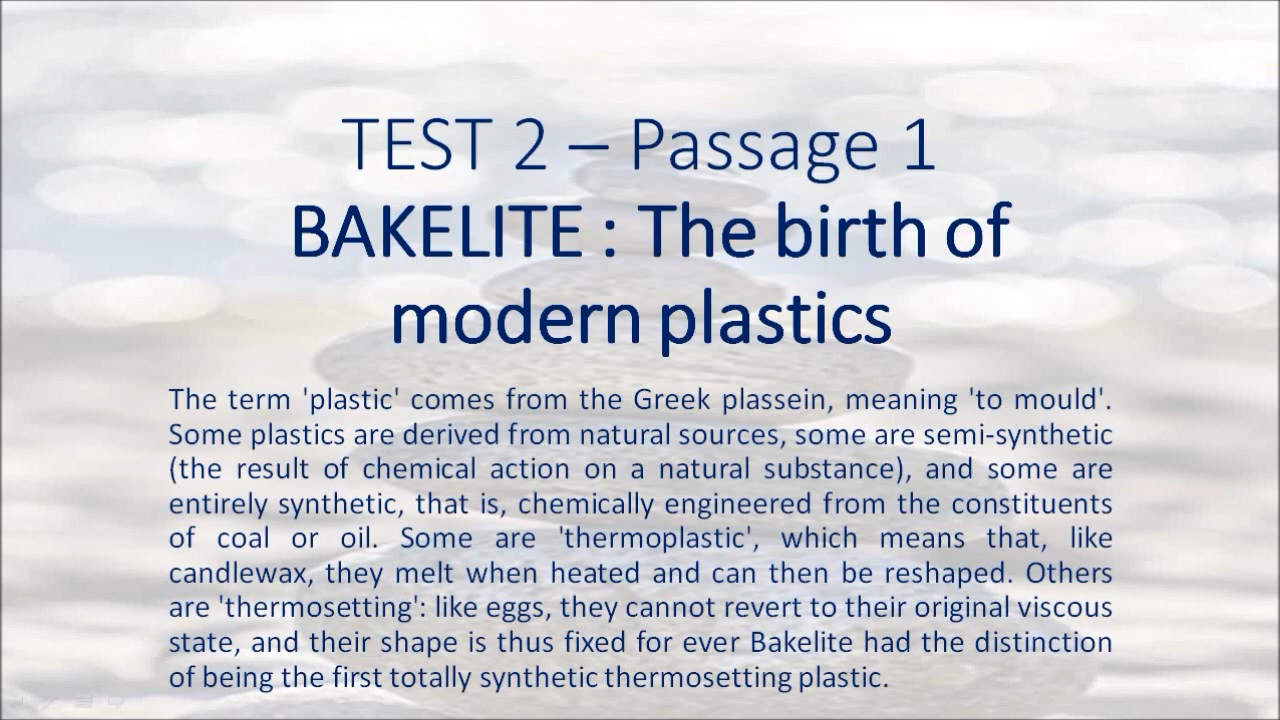 TEST 2 – Passage 1
BAKELITE : The birth of
modern plastics
The term 'plastic' comes from the Greek plassein, meaning 'to mould'.
Some plastics are derived from natural sources, some are semi-synthetic
(the result of chemical action on a natural substance), and some are
entirely synthetic, that is, chemically engineered from the constituents
of coal or oil. Some are 'thermoplastic', which means that, like
candlewax, they melt when heated and can then be reshaped. Others
are 'thermosetting': like eggs, they cannot revert to their original viscous
state, and their shape is thus fixed for ever Bakelite had the distinction
of being the first totally synthetic thermosetting plastic.